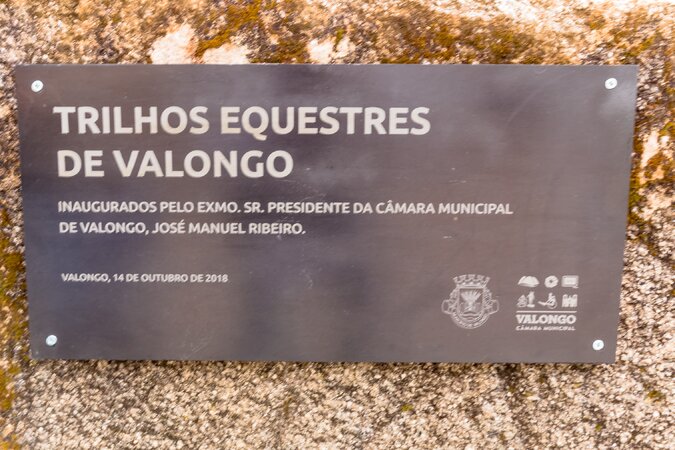 TRILHOS EQUESTRES
DE VALONGO
INAUGURADOS PELO EXMO. SR. PRESIDENTE DA CÂMARA MUNICIPAL
DE VALONGO, JOSÉ MANUEL RIBEIRO.
VALONGO, 14 DE OUTUBRO DE 2018
VALONGO
CÂMARA MUNICIPAL